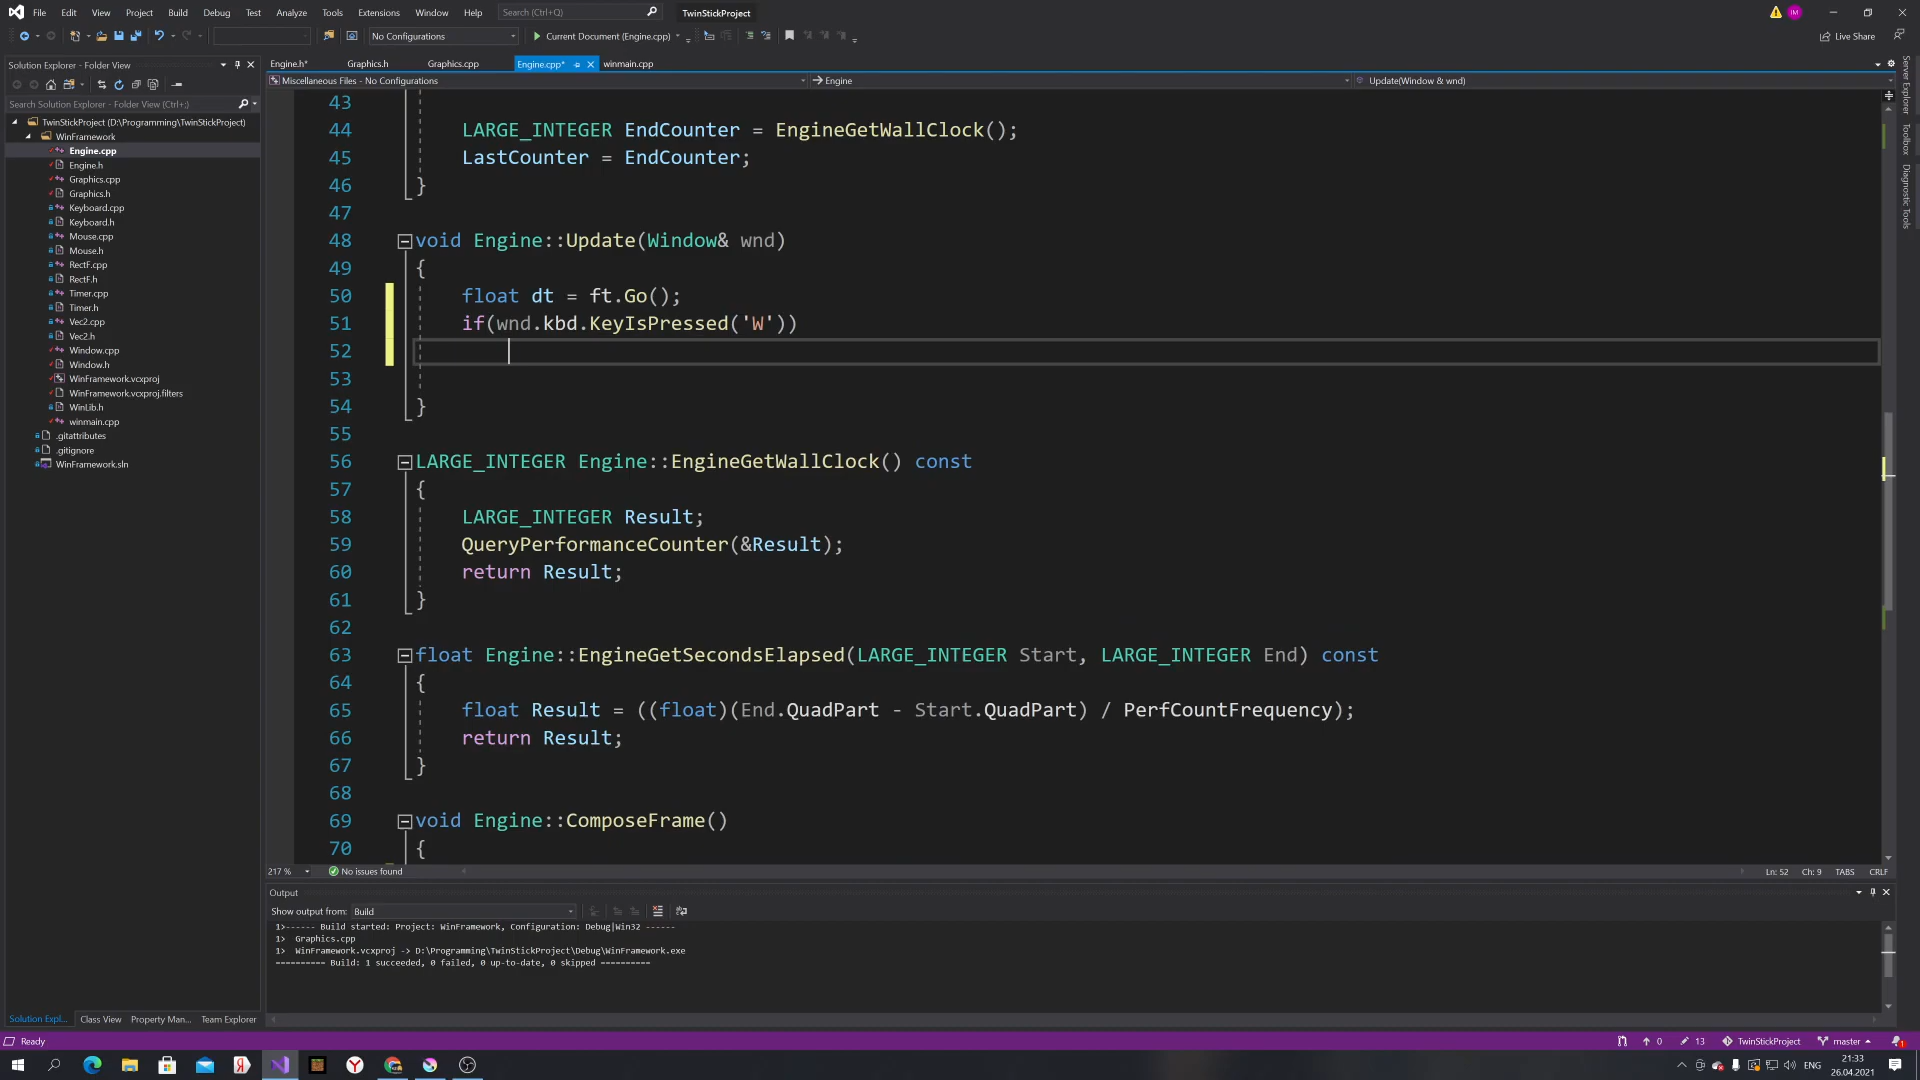 File Edit View Project Build Debug Test Analyze Tools Extensions Window Help Search (Ctrl+Q) TwinStickProject IM
No Configurations Current Document (Engine.cpp) Live Share
Solution Explorer - Folder View
Engine.h* Graphics.h Graphics.cpp Engine.cpp* winmain.cpp
Miscellaneous Files - No Configurations Engine Update(Window & wnd)
Search Solution Explorer - Folder View (Ctrl+;)
TwinStickProject (D:\Programming\TwinStickProject)
WinFramework
Engine.cpp
Engine.h
Graphics.cpp
Graphics.h
Keyboard.cpp
Keyboard.h
Mouse.cpp
Mouse.h
RectF.cpp
RectF.h
Timer.cpp
Timer.h
Vec2.cpp
Vec2.h
Window.cpp
Window.h
WinFramework.vcxproj
WinFramework.vcxproj.filters
WinLib.h
winmain.cpp
.gitattributes
.gitignore
WinFramework.sln
Solution Expl... Class View Property Man... Team Explorer
43
44 LARGE_INTEGER EndCounter = EngineGetWallClock();
45 LastCounter = EndCounter;
46 }
47
48 void Engine::Update(Window& wnd)
49 {
50 float dt = ft.Go();
51 if(wnd.kbd.KeyIsPressed('W'))
52
53
54 }
55
56 LARGE_INTEGER Engine::EngineGetWallClock() const
57 {
58 LARGE_INTEGER Result;
59 QueryPerformanceCounter(&Result);
60 return Result;
61 }
62
63 float Engine::EngineGetSecondsElapsed(LARGE_INTEGER Start, LARGE_INTEGER End) const
64 {
65 float Result = ((float)(End.QuadPart - Start.QuadPart) / PerfCountFrequency);
66 return Result;
67 }
68
69 void Engine::ComposeFrame()
70 {
217 % No issues found Ln: 52 Ch: 9 TABS CRLF
Output
Show output from: Build
1>------ Build started: Project: WinFramework, Configuration: Debug|Win32 ------
1> Graphics.cpp
1> WinFramework.vcxproj -> D:\Programming\TwinStickProject\Debug\WinFramework.exe
========== Build: 1 succeeded, 0 failed, 0 up-to-date, 0 skipped ==========
Server Explorer
Toolbox
Diagnostic Tools
Ready 0 13 TwinStickProject master 1
ENG 21:33
26.04.2021